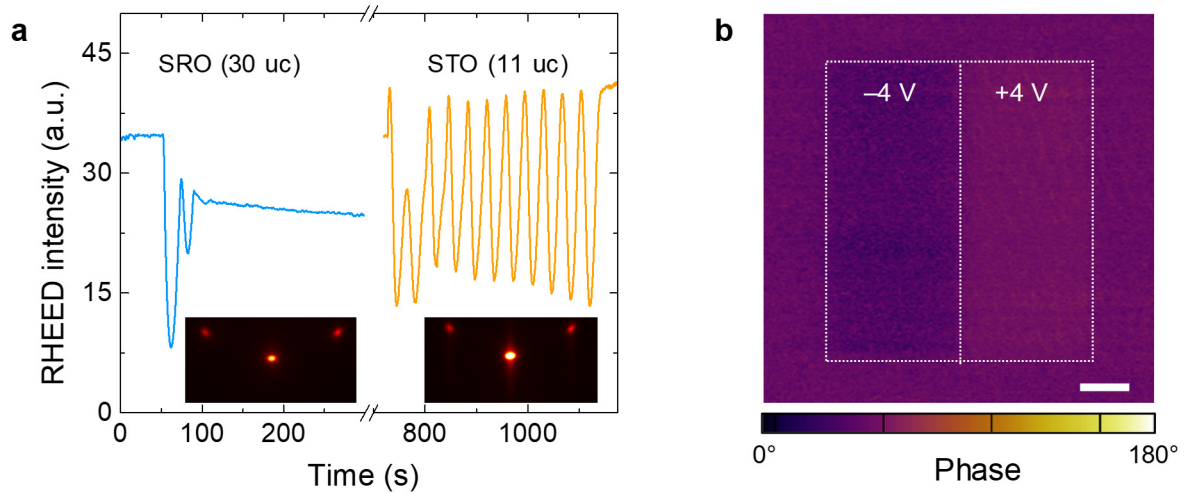 a
RHEED intensity (a.u.)
45
30
15
0
SRO (30 uc)
STO (11 uc)
0
100
200
800
1000
Time (s)
b
–4 V
+4 V
0°
180°
Phase